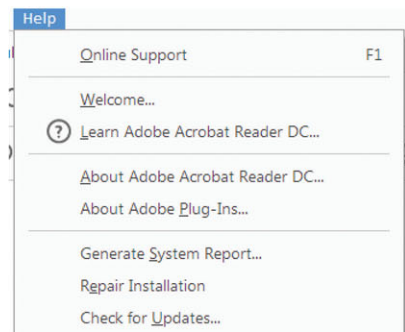 Help
Online Support F1
Welcome...
Learn Adobe Acrobat Reader DC...
About Adobe Acrobat Reader DC...
About Adobe Plug-Ins...
Generate System Report...
Repair Installation
Check for Updates...